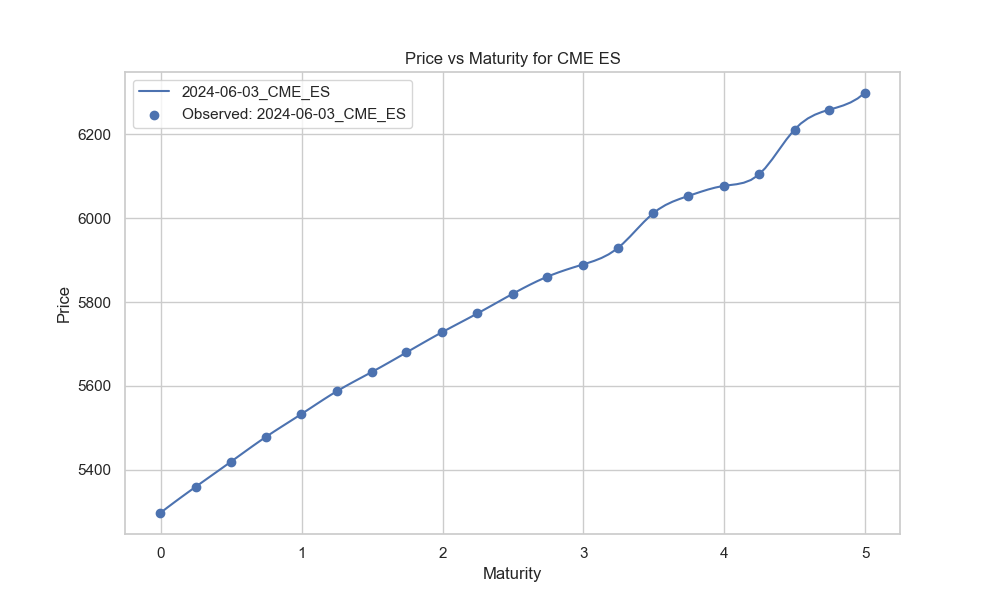 Price vs Maturity for CME ES
2024-06-03_CME_ES
Observed: 2024-06-03_CME_ES
Price
6200
6000
5800
5600
5400
0 1 2 3 4 5
Maturity